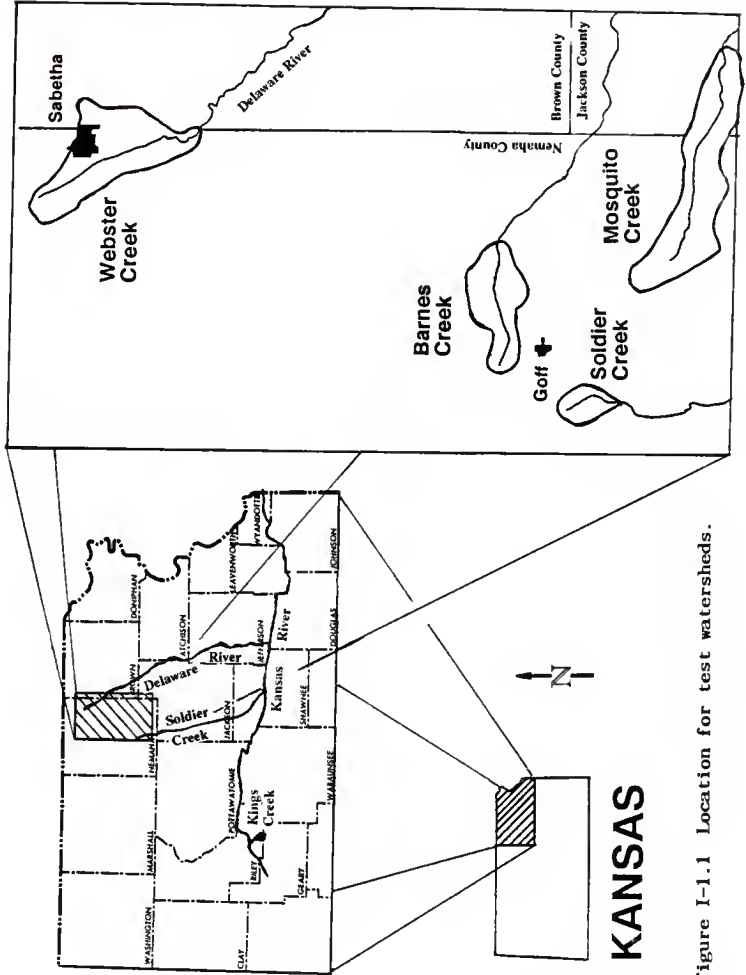 Sabetha
Webster
Creek
Delaware River
Nemaha County
Brown County
Jackson County
Barnes
Creek
Goff
Soldier
Creek
Mosquito
Creek
WASHINGTON
MARSHALL
NEMAHA
BROWN
DONIPHAN
ATCHISON
Delaware
River
Soldier
Creek
JACKSON
JEFFERSON
LEAVENWORTH
WYANDOTTE
CLAY
RILEY
POTTAWATOMIE
Kings
Creek
Kansas
River
GEARY
WABAUNSEE
SHAWNEE
DOUGLAS
JOHNSON
N
KANSAS
Figure I-1.1 Location for test watersheds.